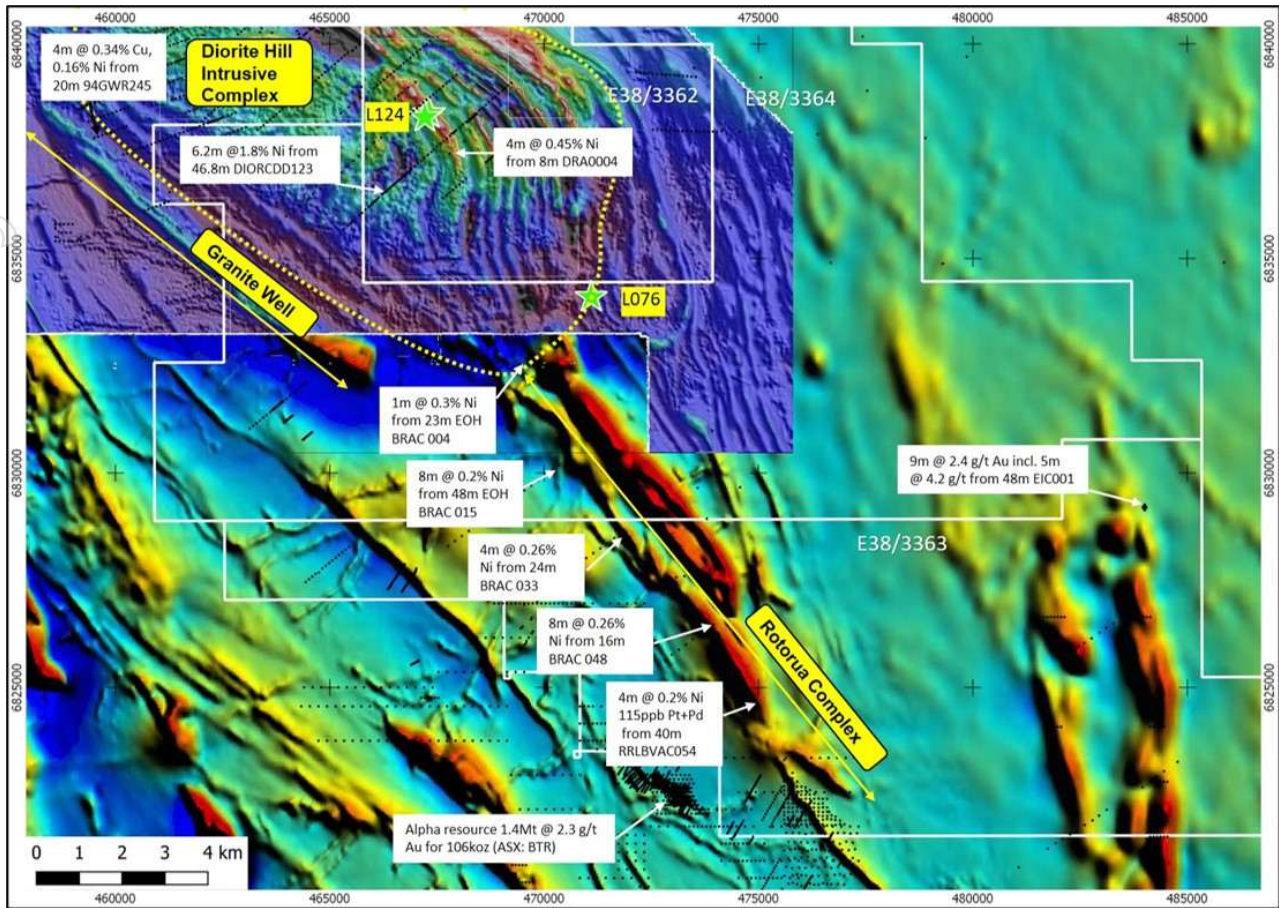 460000
465000
470000
475000
480000
485000
6840000
6840000
4m @ 0.34% Cu,
0.16% Ni from
20m 94GWR245
Diorite Hill
Intrusive
Complex
E38/3362
E38/3364
L124
6.2m @1.8% Ni from
46.8m DIORCDD123
4m @ 0.45% Ni
from 8m DRA0004
6835000
6835000
Granite Well
L076
1m @ 0.3% Ni
from 23m EOH
BRAC 004
6830000
6830000
8m @ 0.2% Ni
from 48m EOH
BRAC 015
9m @ 2.4 g/t Au incl. 5m
@ 4.2 g/t from 48m EIC001
E38/3363
4m @ 0.26%
Ni from 24m
BRAC 033
8m @ 0.26%
Ni from 16m
BRAC 048
Rotorua Complex
6825000
6825000
4m @ 0.2% Ni
115ppb Pt+Pd
from 40m
RRLBVAC054
Alpha resource 1.4Mt @ 2.3 g/t
Au for 106koz (ASX: BTR)
0 1 2 3 4 km
460000
465000
470000
475000
480000
485000